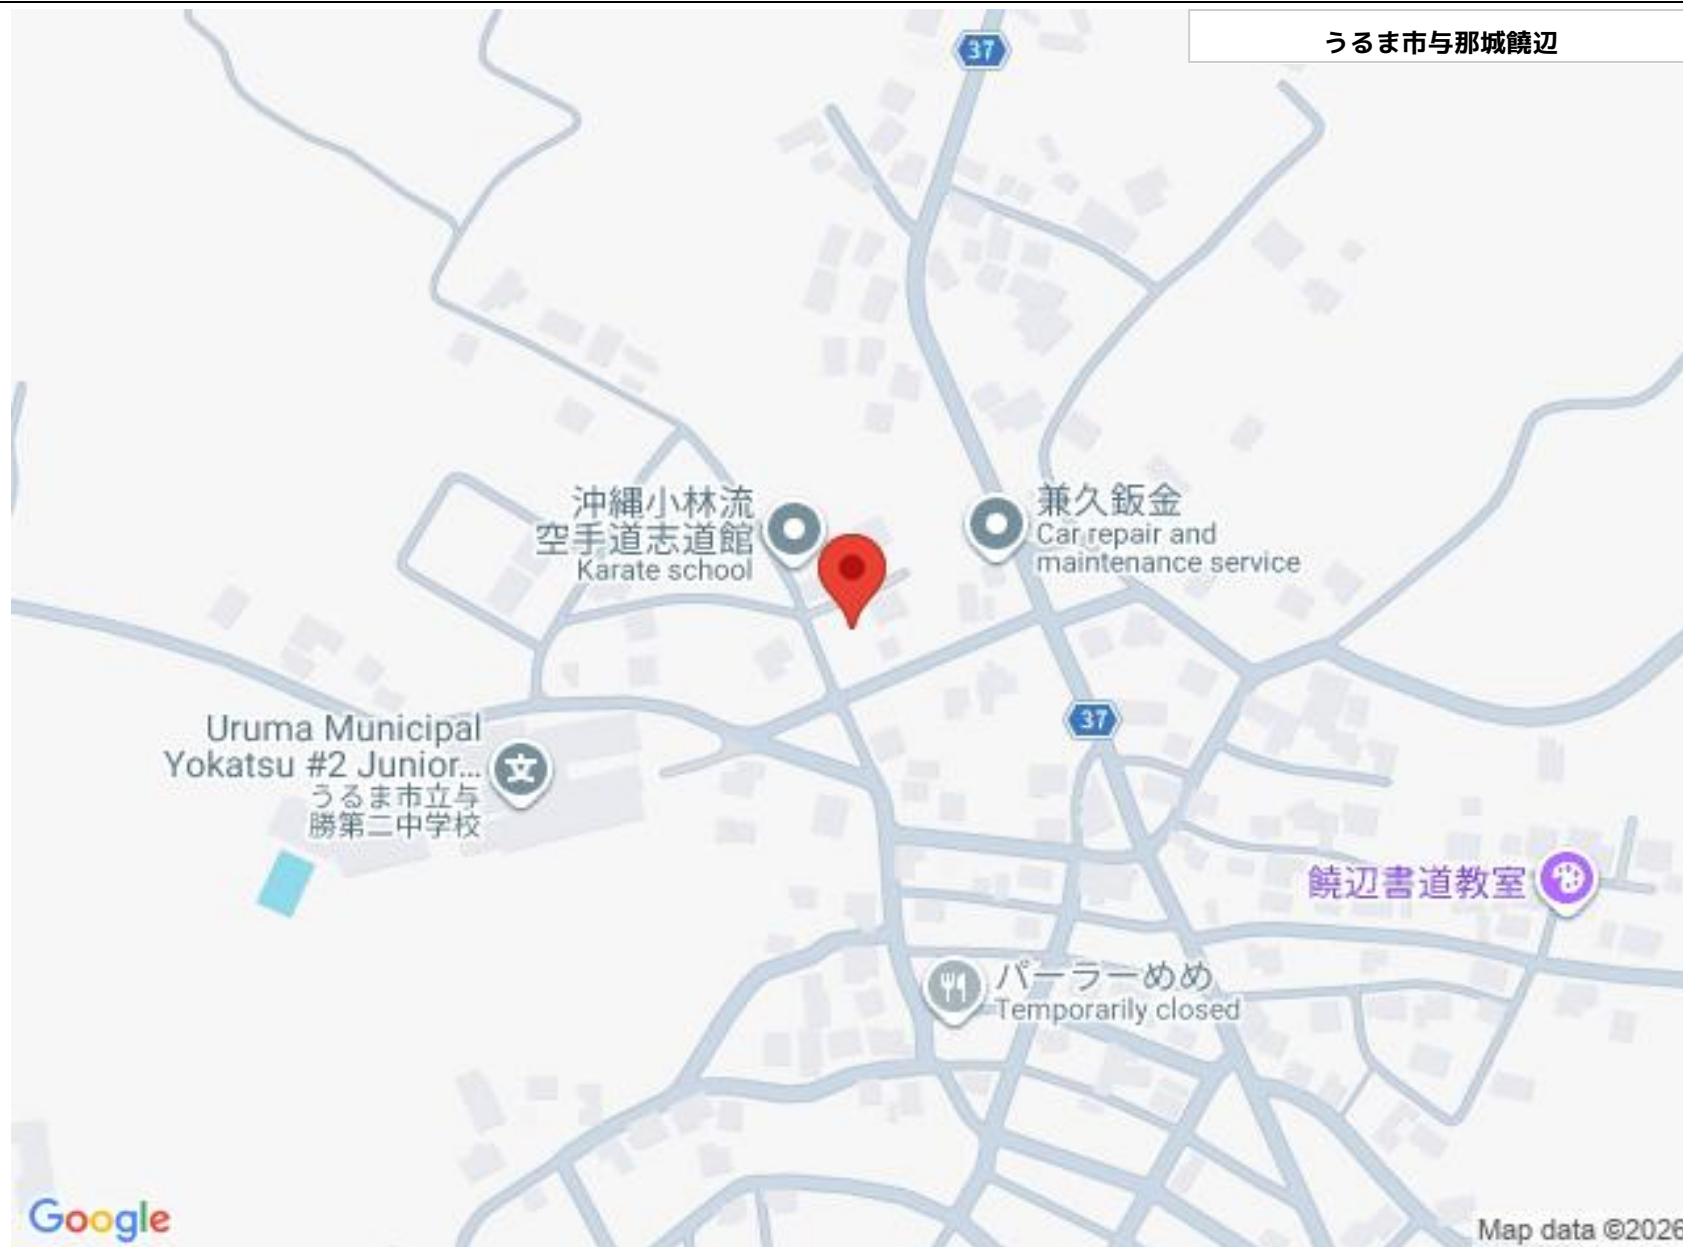 うるま市与那城饒辺
37
沖縄小林流
空手道志道館
Karate school
兼久鈑金
Car repair and
maintenance service
Uruma Municipal
Yokatsu #2 Junior...
うるま市立与
勝第二中学校
文
37
饒辺書道教室
パーラーめめ
Temporarily closed
Google
Map data ©2026